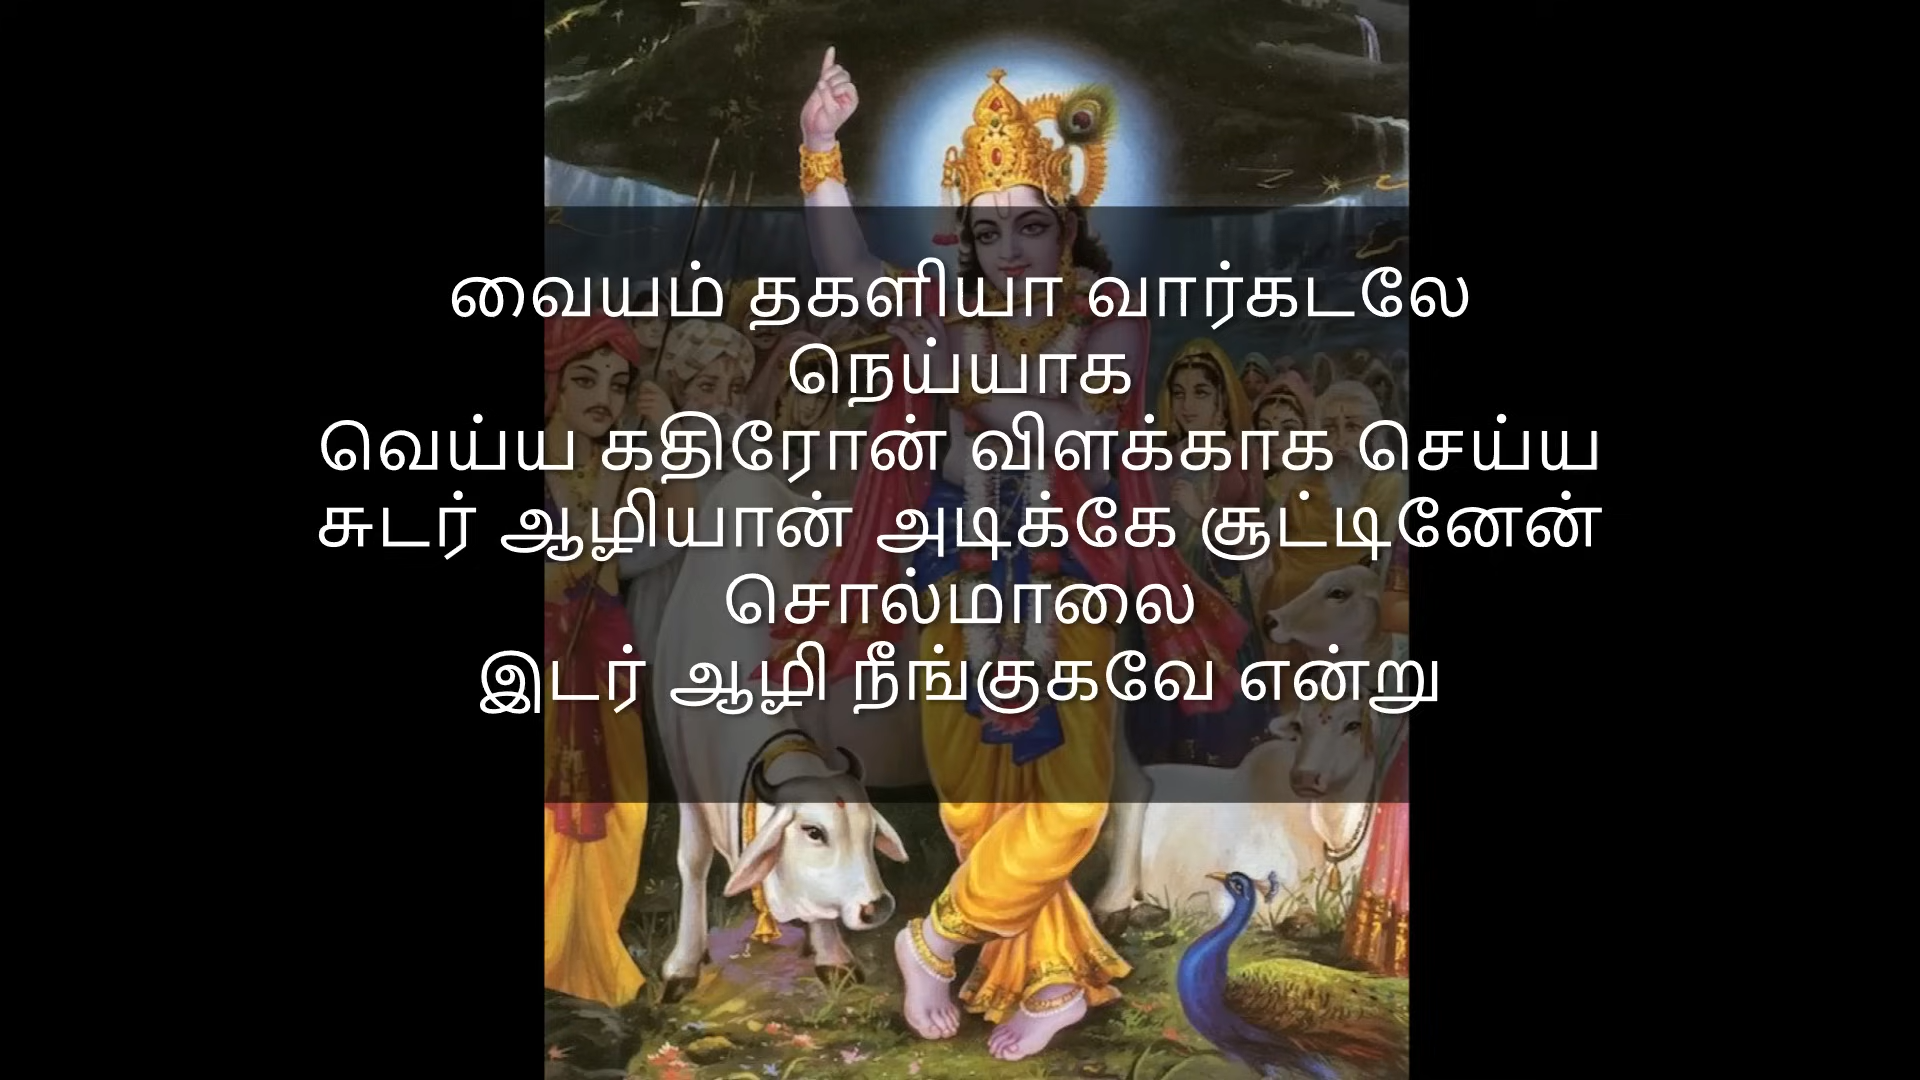 வையம் தகளியா வார்கடலே
நெய்யாக
வெய்ய கதிரோன் விளக்காக செய்ய
சுடர் ஆழியான் அடிக்கே சூட்டினேன்
சொல்மாலை
இடர் ஆழி நீங்குகவே என்று